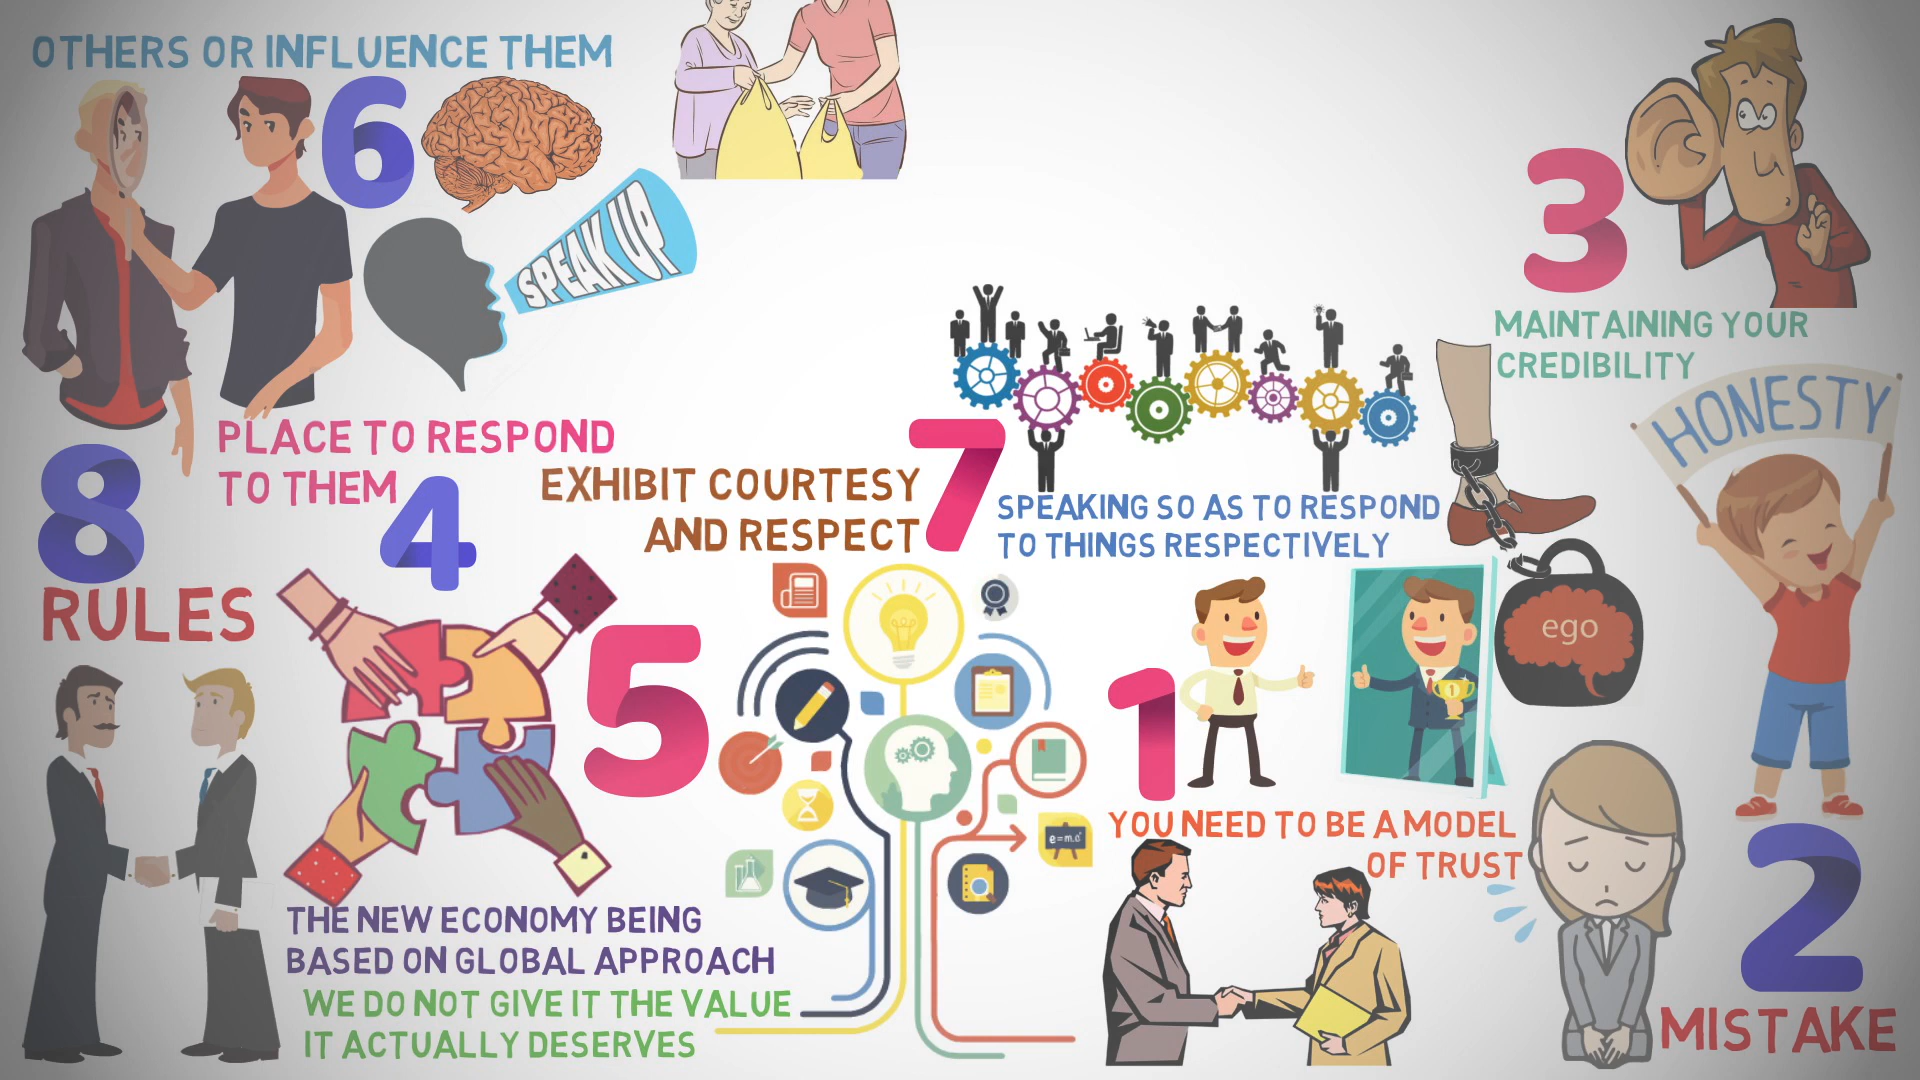 OTHERS OR INFLUENCE THEM
6
SPEAK UP
3
MAINTAINING YOUR
CREDIBILITY
HONESTY
PLACE TO RESPOND
TO THEM
8
RULES
4
EXHIBIT COURTESY
AND RESPECT
7
SPEAKING SO AS TO RESPOND
TO THINGS RESPECTIVELY
ego
5
1
1
YOU NEED TO BE A MODEL
OF TRUST
THE NEW ECONOMY BEING
BASED ON GLOBAL APPROACH
WE DO NOT GIVE IT THE VALUE
IT ACTUALLY DESERVES
2
MISTAKE